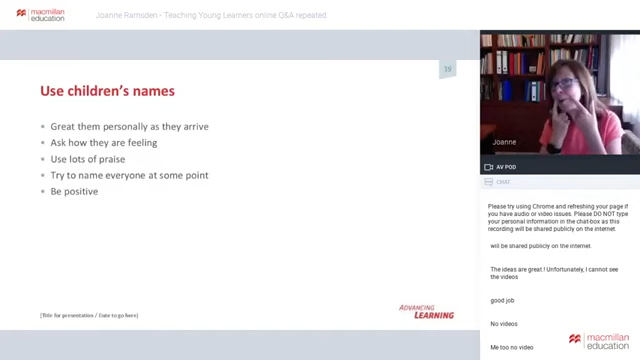 macmillan
education
Joanne Ramsden - Teaching Young Learners online Q&A repeated
16
Use children's names
• Great them personally as they arrive
• Ask how they are feeling
• Use lots of praise
• Try to name everyone at some point
• Be positive
[Title for presentation / Date to go here]
ADVANCING
LEARNING
Joanne
AV POD
CHAT
Please try using Chrome and refreshing your page if
you have audio or video issues. Please DO NOT type
your personal information in the chat-box as this
recording will be shared publicly on the internet.
will be shared publicly on the internet.
The ideas are great ! Unfortunately, I cannot see
the videos
good job
No videos
Me too no video
macmillan
education